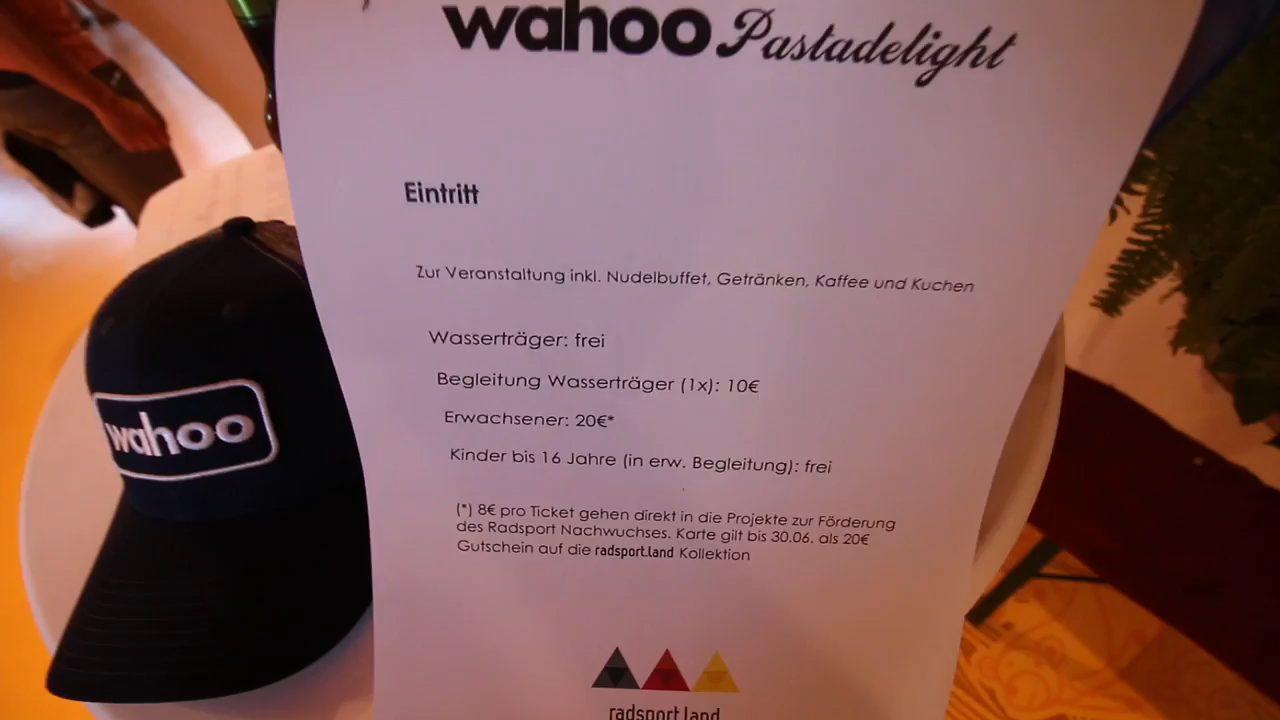 wahoo Pastadelight
Eintritt
Zur Veranstaltung inkl. Nudelbuffet, Getränken, Kaffee und Kuchen
Wasserträger: frei
Begleitung Wasserträger (1x): 10€
Erwachsener: 20€*
Kinder bis 16 Jahre (in erw. Begleitung): frei
(*) 8€ pro Ticket gehen direkt in die Projekte zur Förderung
des Radsport Nachwuchses. Karte gilt bis 30.06. als 20€
Gutschein auf die radsport.land Kollektion
radsport.land
wahoo